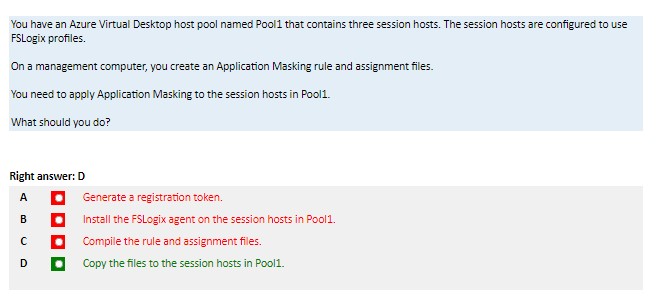 You have an Azure Virtual Desktop host pool named Pool1 that contains three session hosts. The session hosts are configured to use
FSLogix profiles.
On a management computer, you create an Application Masking rule and assignment files.
You need to apply Application Masking to the session hosts in Pool1.
What should you do?
Right answer: D
A Generate a registration token.
B Install the FSLogix agent on the session hosts in Pool1.
C Compile the rule and assignment files.
D Copy the files to the session hosts in Pool1.